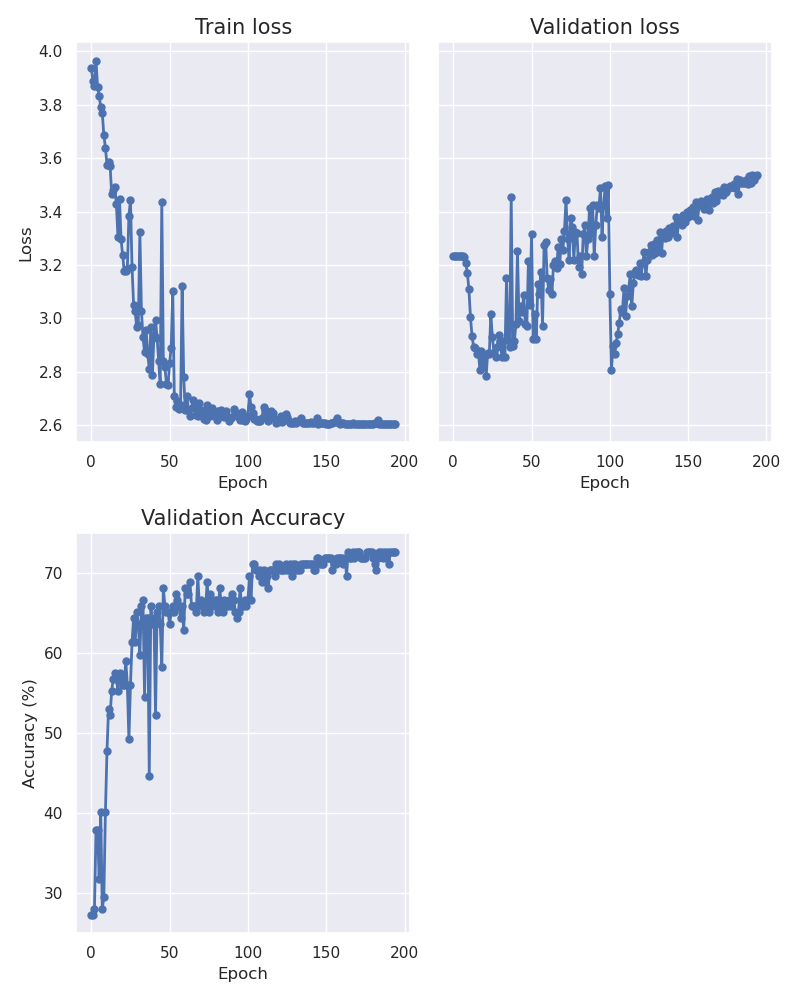 Train loss
Validation loss
4.0
3.8
3.6
3.4
3.2
3.0
2.8
2.6
Loss
0 50 100 150 200
0 50 100 150 200
Epoch
Epoch
Validation Accuracy
70
60
50
40
30
Accuracy (%)
0 50 100 150 200
Epoch